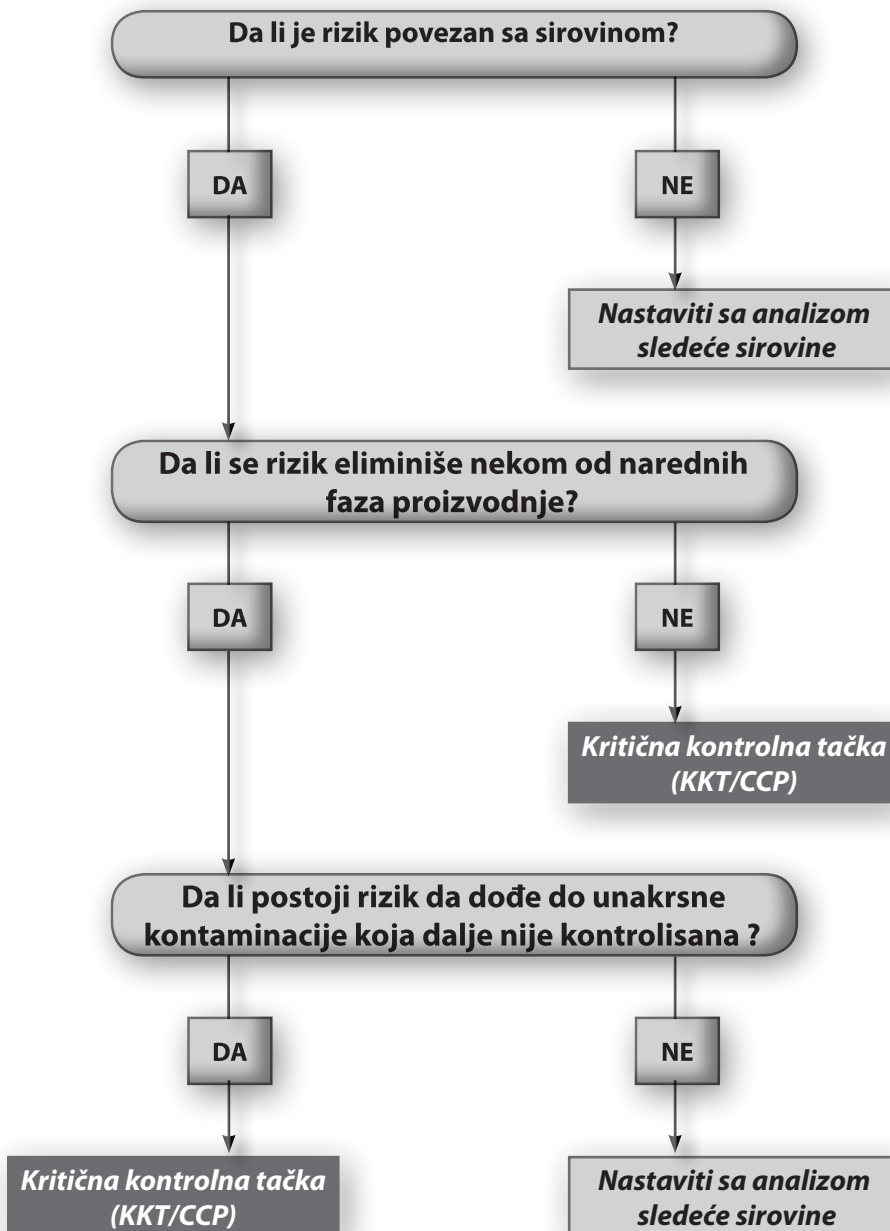 Da li je rizik povezan sa sirovinom?
DA
NE
Nastaviti sa analizom
sledeće sirovine
Da li se rizik eliminiše nekom od narednih
faza proizvodnje?
DA
NE
Kritična kontrolna tačka
(KKT/CCP)
Da li postoji rizik da dođe do unakrsne
kontaminacije koja dalje nije kontrolisana ?
DA
NE
Kritična kontrolna tačka
(KKT/CCP)
Nastaviti sa analizom
sledeće sirovine